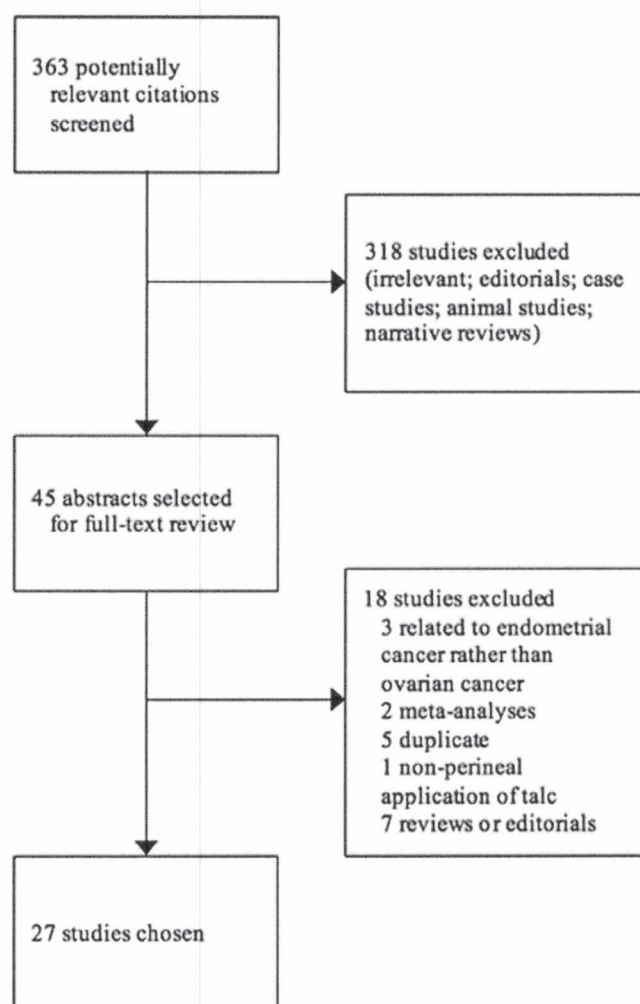 363 potentially
relevant citations
screened
318 studies excluded
(irrelevant; editorials; case
studies; animal studies;
narrative reviews)
45 abstracts selected
for full-text review
18 studies excluded
3 related to endometrial
cancer rather than
ovarian cancer
2 meta-analyses
5 duplicate
1 non-perineal
application of talc
7 reviews or editorials
27 studies chosen